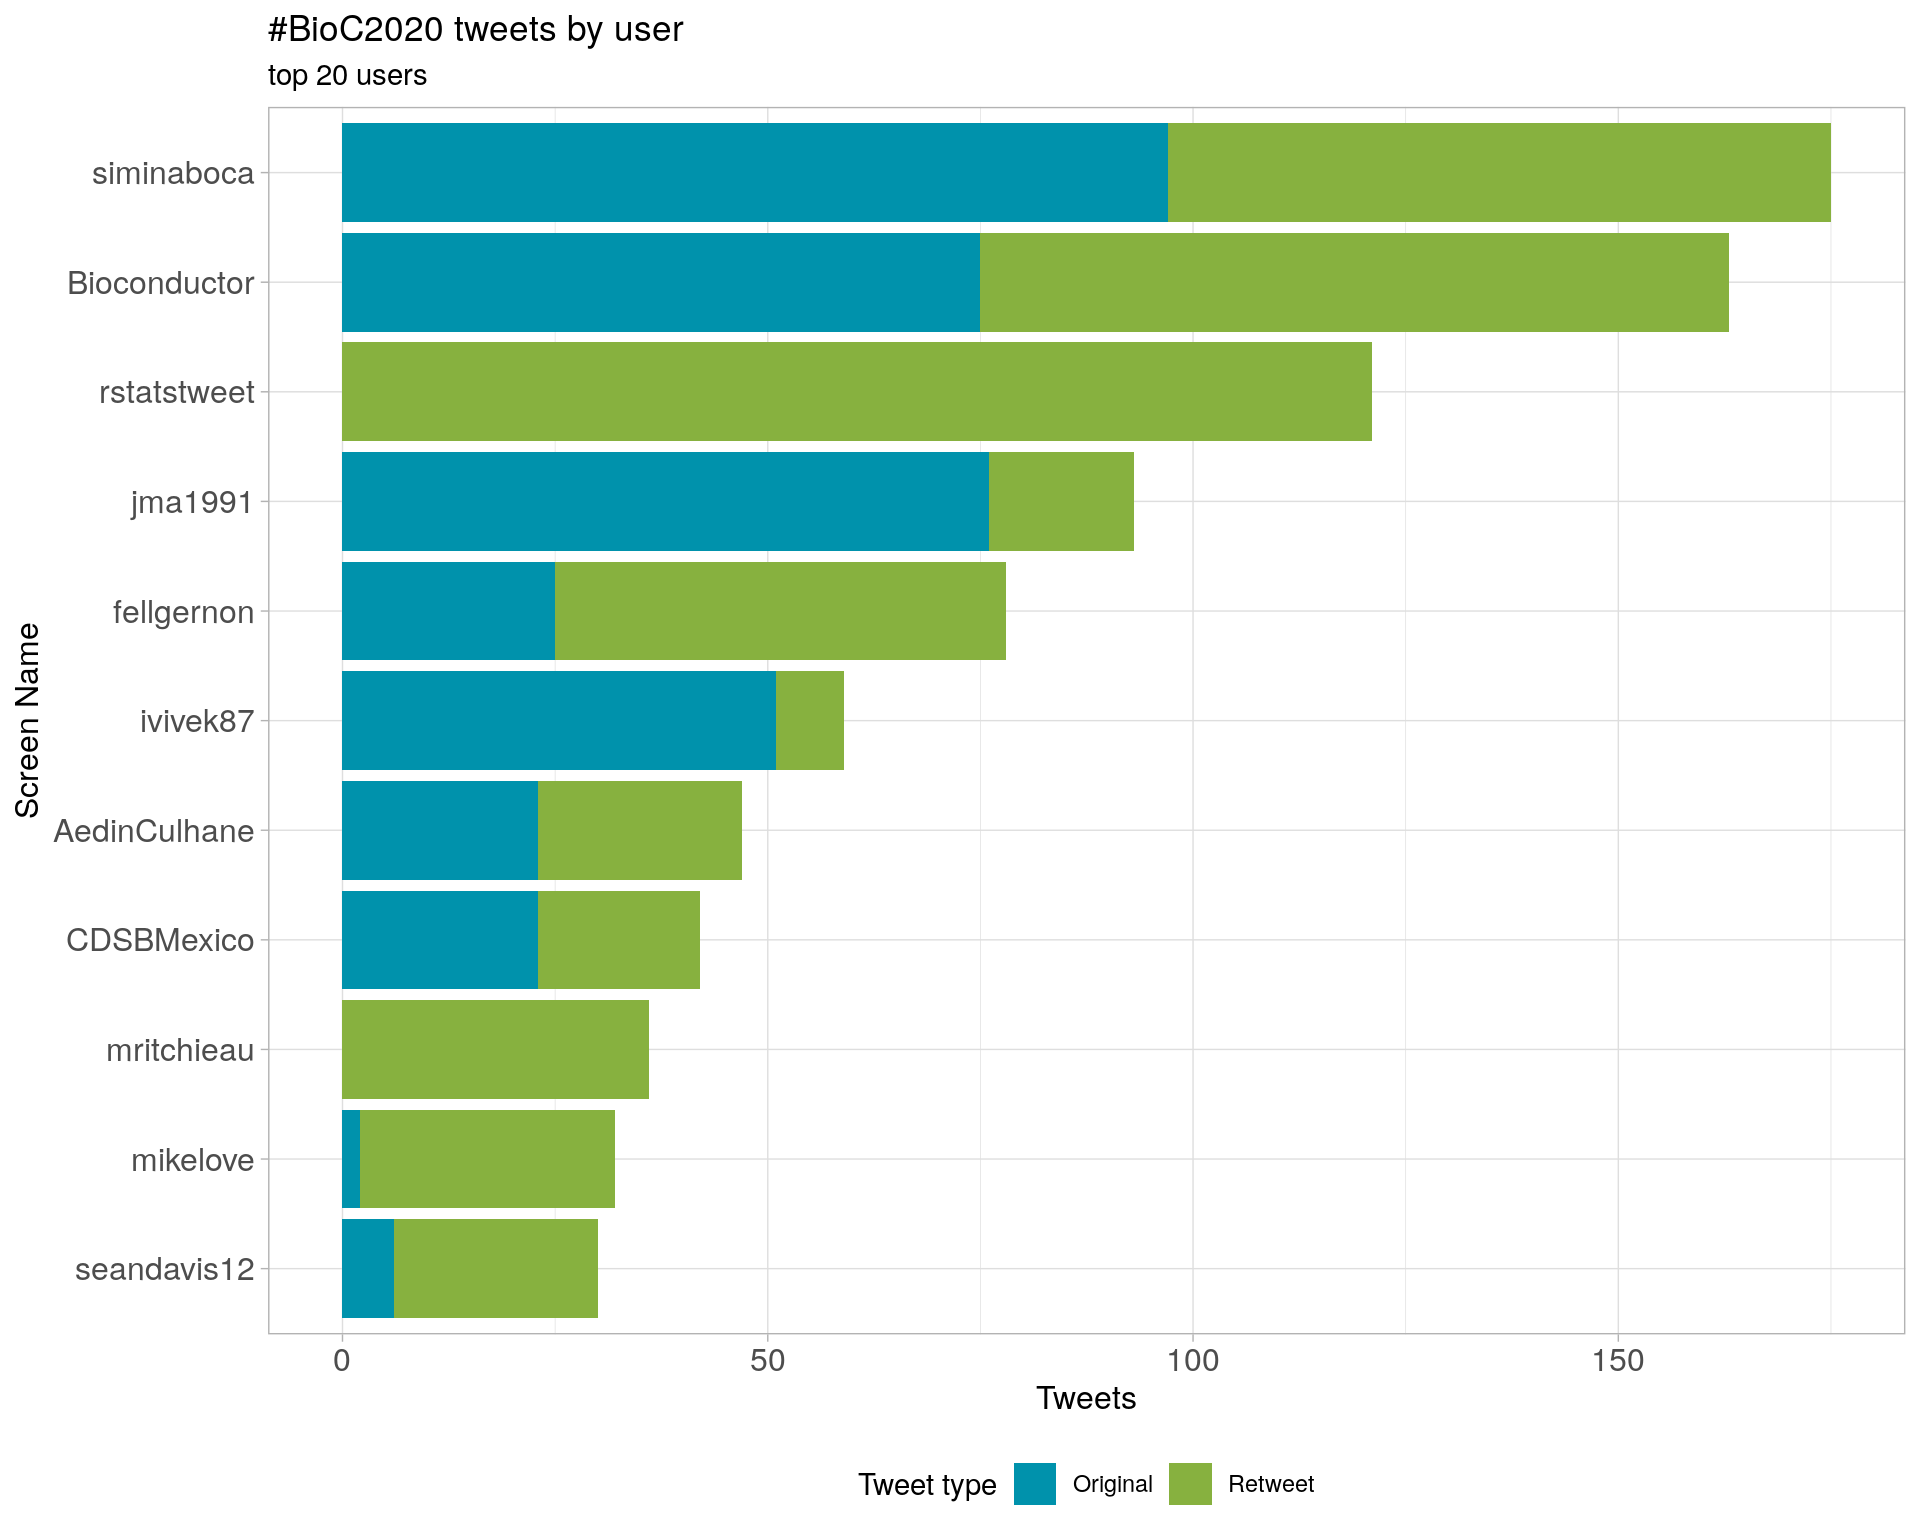 #BioC2020 tweets by user
top 20 users
Screen Name
siminaboca
Bioconductor
rstatstweet
jma1991
fellgernon
ivivek87
AedinCulhane
CDSBMexico
mritchieau
mikelove
seandavis12
0 50 100 150
Tweets
Tweet type Original Retweet